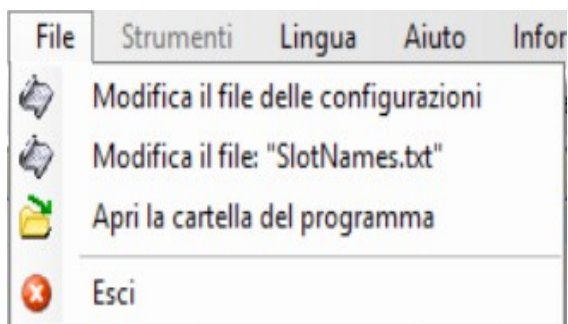 File Strumenti Lingua Aiuto Infor
Modifica il file delle configurazioni
Modifica il file: "SlotNames.txt"
Apri la cartella del programma
Esci